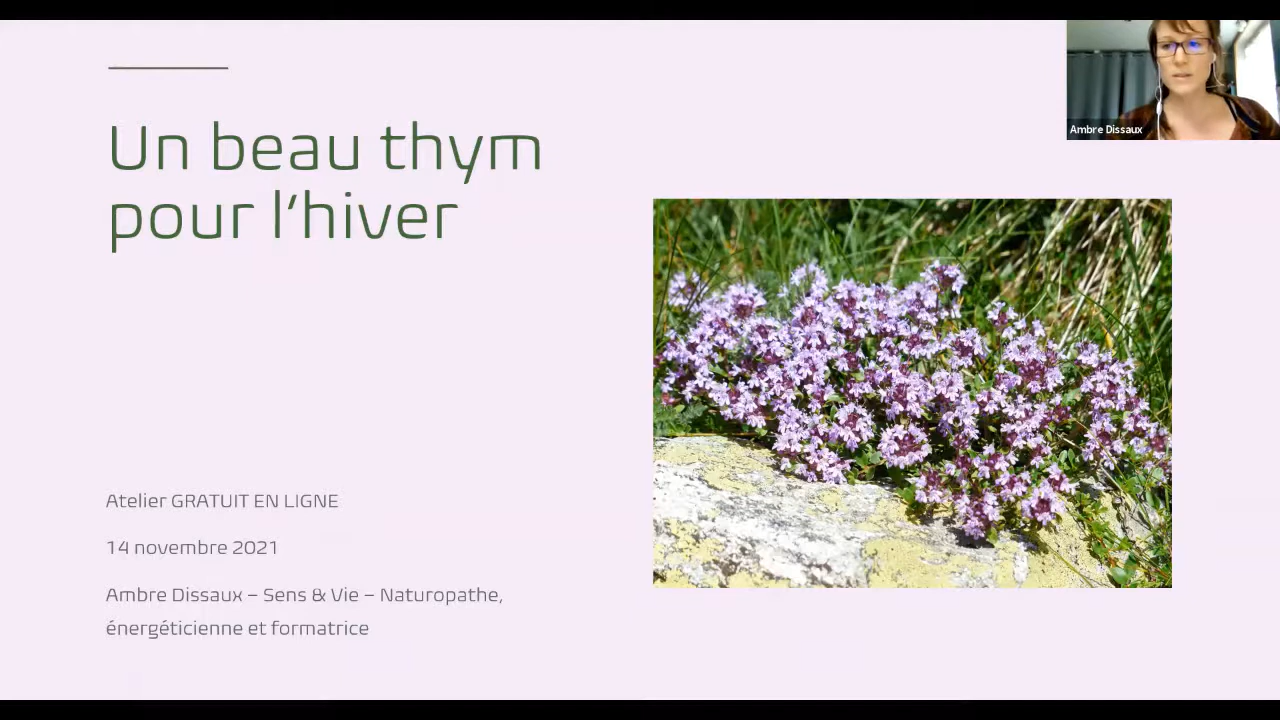 Un beau thym
pour l'hiver
Atelier GRATUIT EN LIGNE
14 novembre 2021
Ambre Dissaux – Sens & Vie – Naturopathe,
énergéticienne et formatrice
Ambre Dissaux